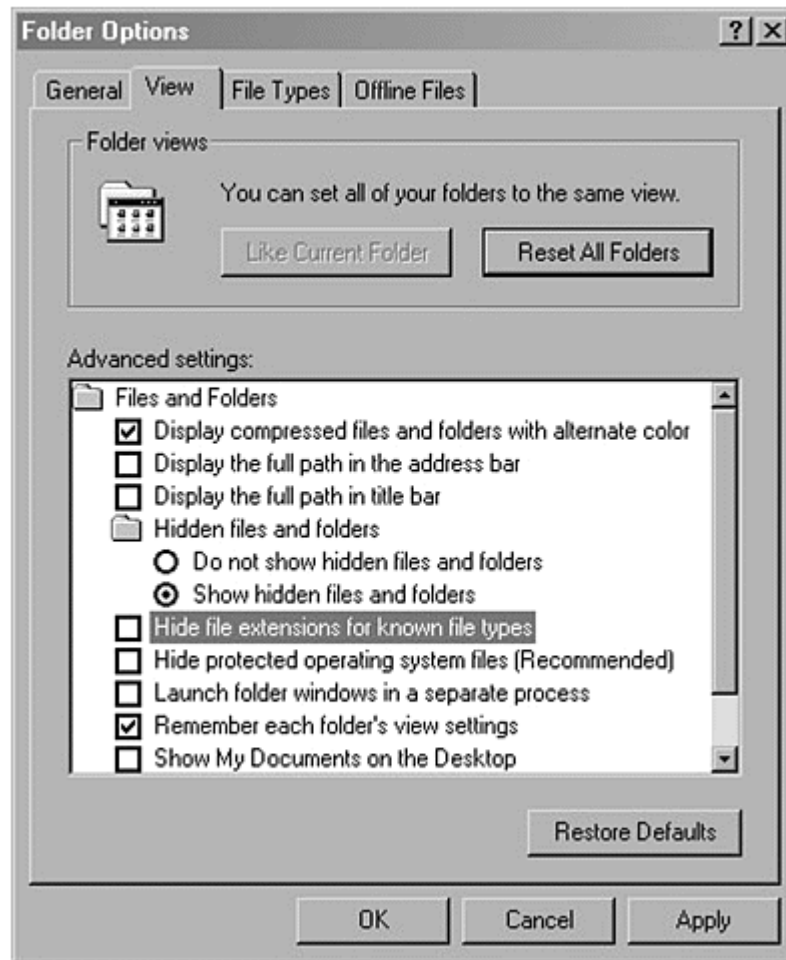 Folder Options
General View File Types Offline Files
Folder views
You can set all of your folders to the same view.
Like Current Folder Reset All Folders
Advanced settings:
Files and Folders
Display compressed files and folders with alternate color
Display the full path in the address bar
Display the full path in title bar
Hidden files and folders
Do not show hidden files and folders
Show hidden files and folders
Hide file extensions for known file types
Hide protected operating system files (Recommended)
Launch folder windows in a separate process
Remember each folder's view settings
Show My Documents on the Desktop
Restore Defaults
OK Cancel Apply